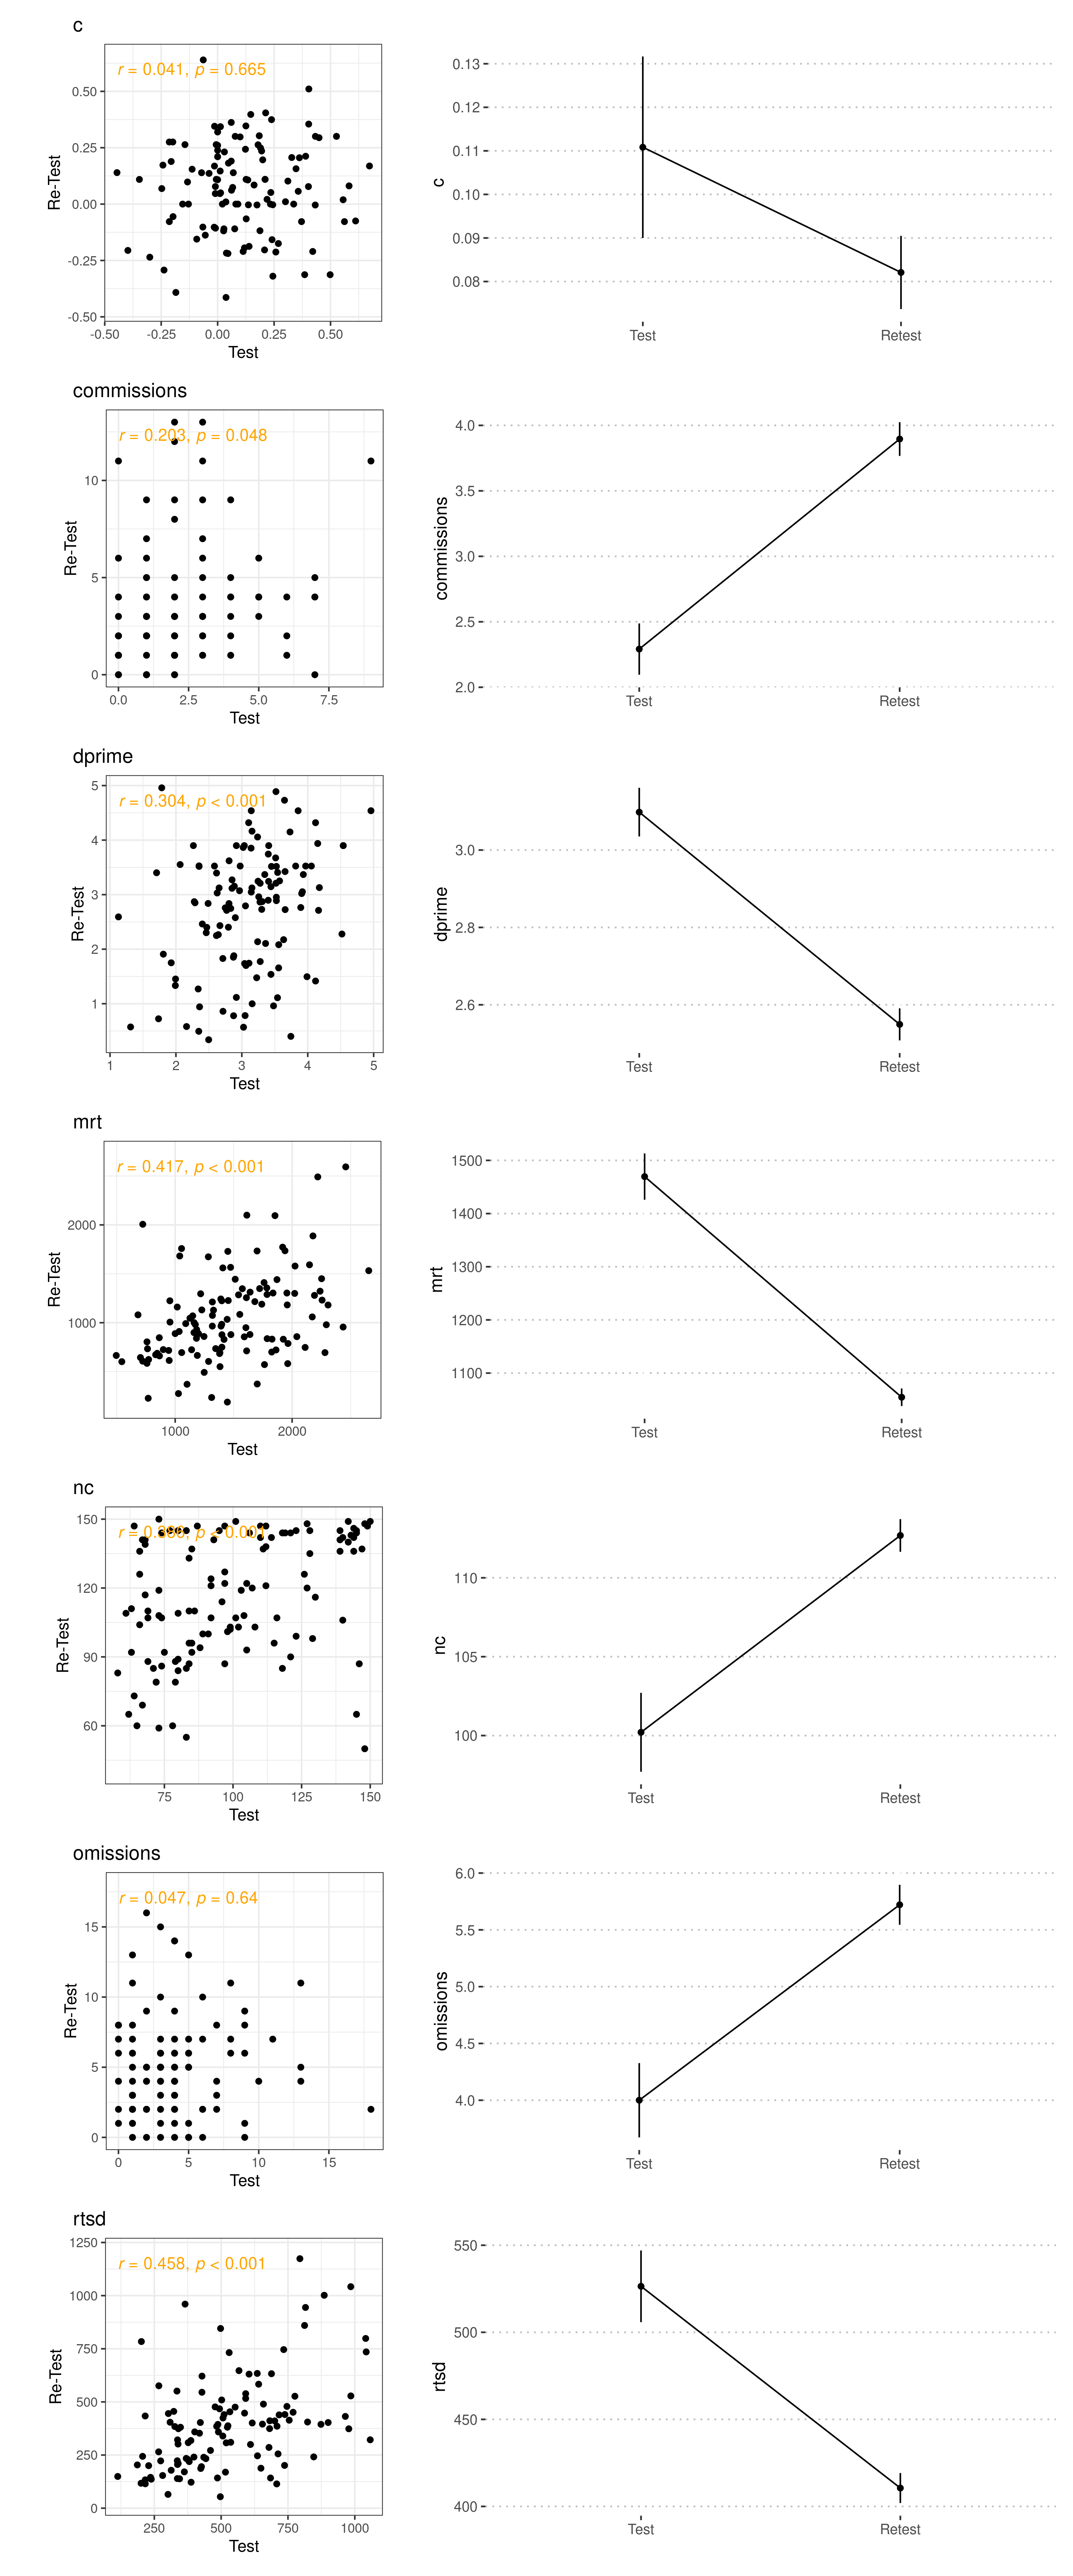 c
r = 0.041, p = 0.665
0.50
0.25
0.00
-0.25
-0.50
Re-Test
-0.50 -0.25 0.00 0.25 0.50
Test
0.13
0.12
0.11
0.10
0.09
0.08
c
Test Retest
commissions
r = 0.203, p = 0.048
10
5
0
Re-Test
0.0 2.5 5.0 7.5
Test
4.0
3.5
3.0
2.5
2.0
commissions
Test Retest
dprime
r = 0.304, p < 0.001
5
4
3
2
1
Re-Test
1 2 3 4 5
Test
3.0
2.8
2.6
dprime
Test Retest
mrt
r = 0.417, p < 0.001
2000
1000
Re-Test
1000 2000
Test
1500
1400
1300
1200
1100
mrt
Test Retest
nc
r = p < 0.001
150
120
90
60
Re-Test
75 100 125 150
Test
110
105
100
nc
Test Retest
omissions
r = 0.047, p = 0.64
15
10
5
0
Re-Test
0 5 10 15
Test
6.0
5.5
5.0
4.5
4.0
omissions
Test Retest
rtsd
r = 0.458, p < 0.001
1250
1000
750
500
250
0
Re-Test
250 500 750 1000
Test
550
500
450
400
rtsd
Test Retest